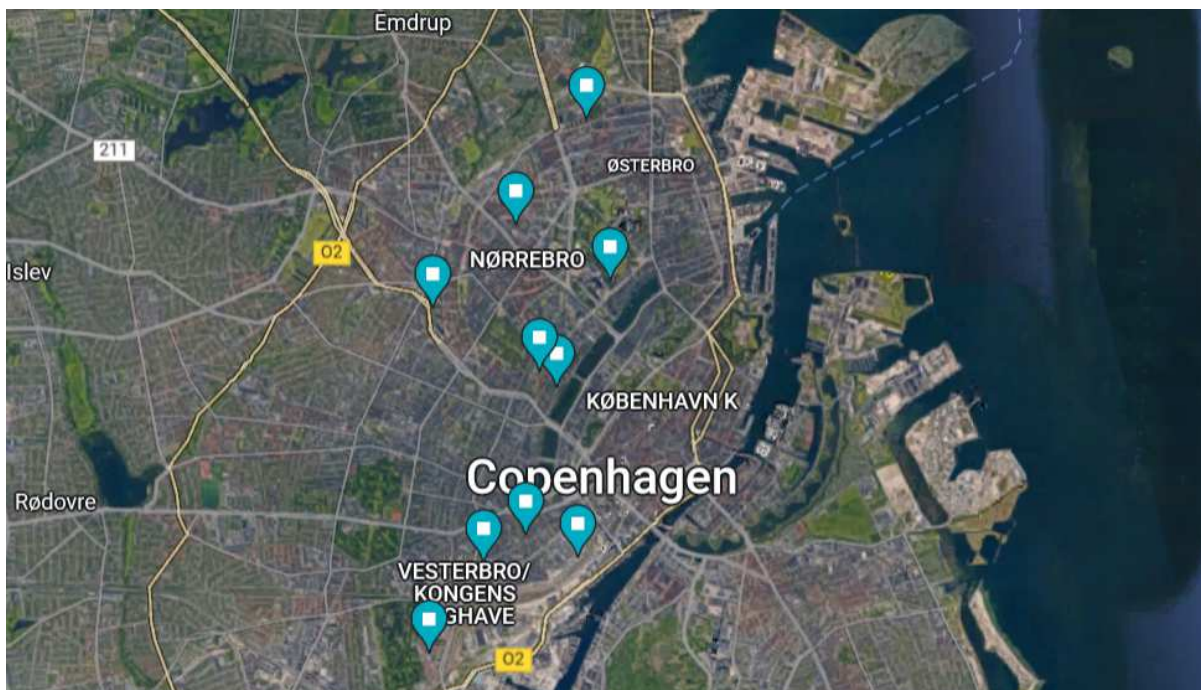 Emdrup
211
ØSTERBRO
O2
NØRREBRO
Islev
KØBENHAVN K
Copenhagen
Rødovre
VESTERBRO/
KONGENS
GHAVE
O2